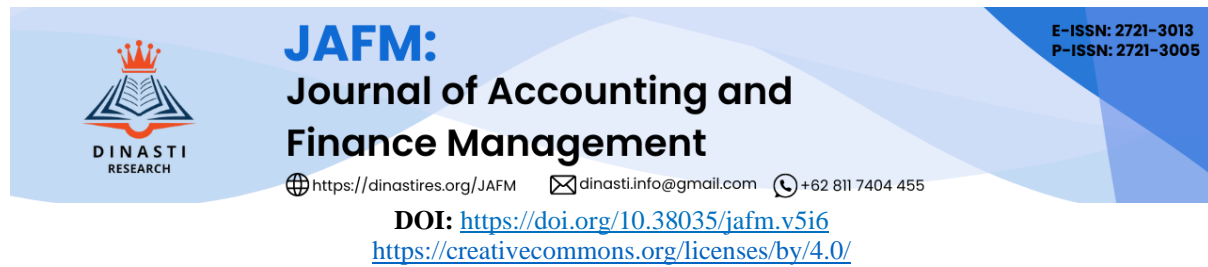 JAFM:
Journal of Accounting and
Finance Management
E-ISSN: 2721-3013
P-ISSN: 2721-3005
DINASTI
RESEARCH
https://dinastires.org/JAFM dinasti.info@gmail.com +62 811 7404 455
DOI: https://doi.org/10.38035/jafm.v5i6
https://creativecommons.org/licenses/by/4.0/